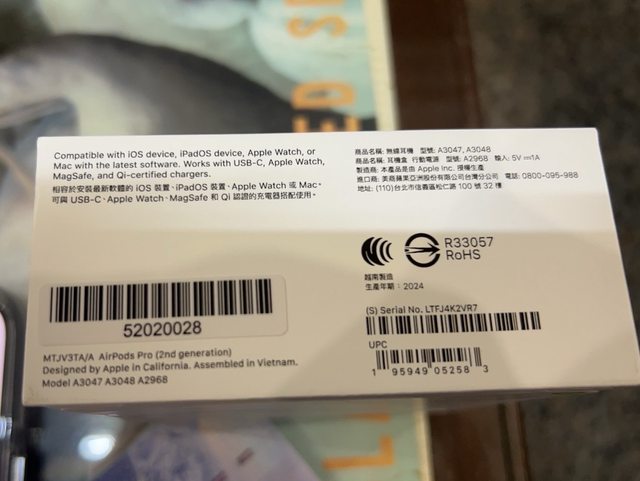 Compatible with iOS device, iPadOS device, Apple Watch, or
Mac with the latest software. Works with USB-C, Apple Watch,
MagSafe, and Qi-certified chargers.
相容於安裝最新軟體的 iOS 裝置、iPadOS 裝置、Apple Watch 或 Mac。
可與 USB-C、Apple Watch、MagSafe 和 Qi 認證的充電器搭配使用。
52020028
MTJV3TA/A AirPods Pro (2nd generation)
Designed by Apple in California. Assembled in Vietnam.
Model A3047 A3048 A2968
商品名稱: 無線耳機 型號: A3047, A3048
商品名稱: 耳機盒 行動電源 型號: A2968 輸入: 5V⎓1A
製造商: 本產品是由 Apple Inc. 授權生產
進口商: 美商蘋果亞洲股份有限公司台灣分公司 電話: 0800-095-988
地址: (110)台北市信義區松仁路 100 號 32 樓
R33057
RoHS
越南製造
生產年期：2024
(S) Serial No. LTFJ4K2VR7
UPC
1 95949 05258 3